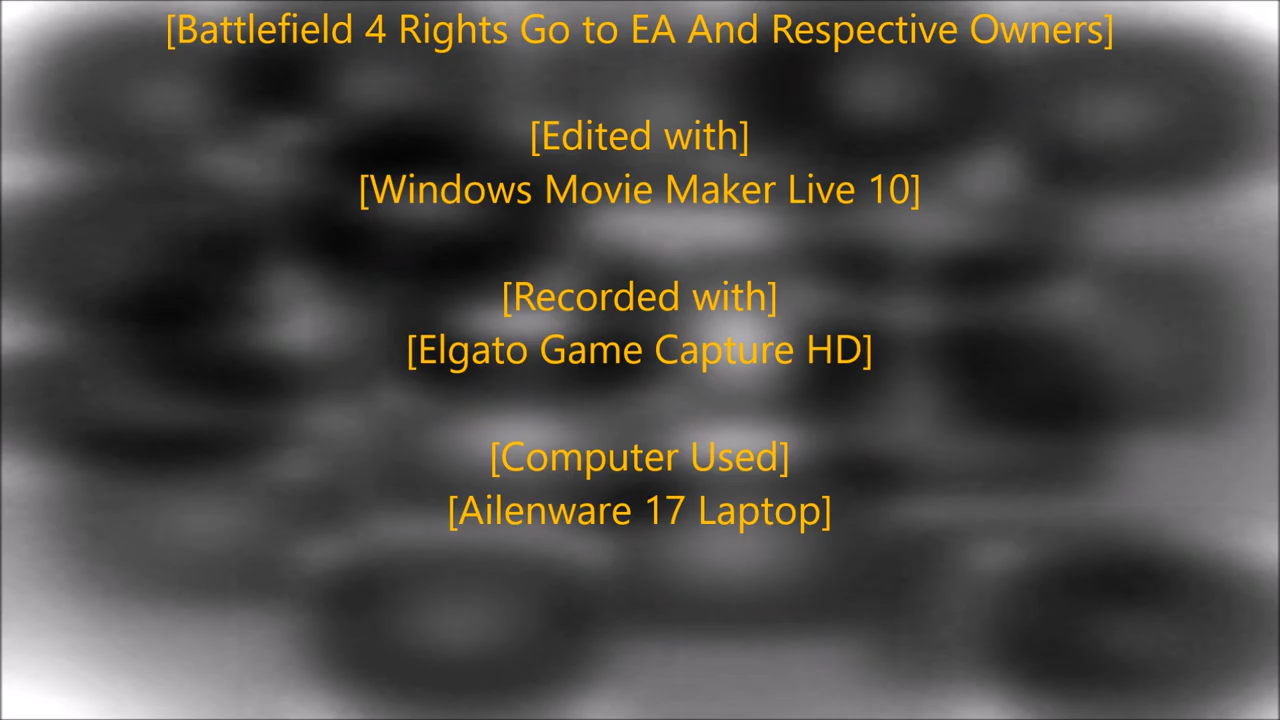 [Battlefield 4 Rights Go to EA And Respective Owners]
[Edited with]
[Windows Movie Maker Live 10]
[Recorded with]
[Elgato Game Capture HD]
[Computer Used]
[Ailenware 17 Laptop]